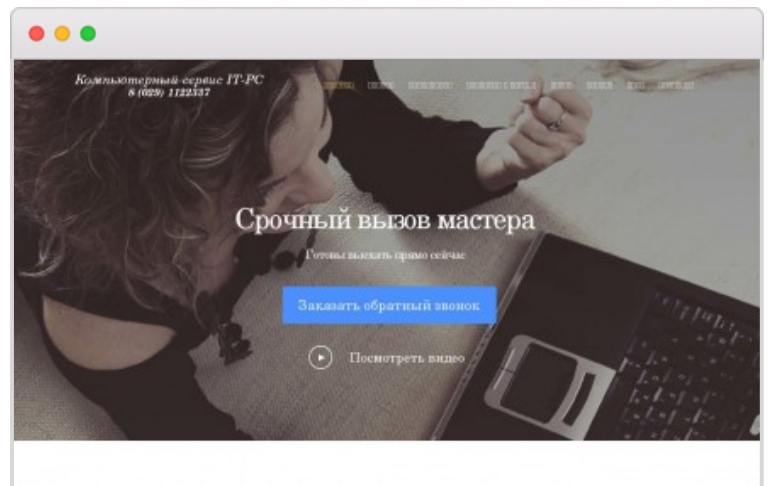 Компьютерный сервис IT-PC
8 (029) 1122337
Срочный вызов мастера
Готовы выехать прямо сейчас
Заказать обратный звонок
Посмотреть видео